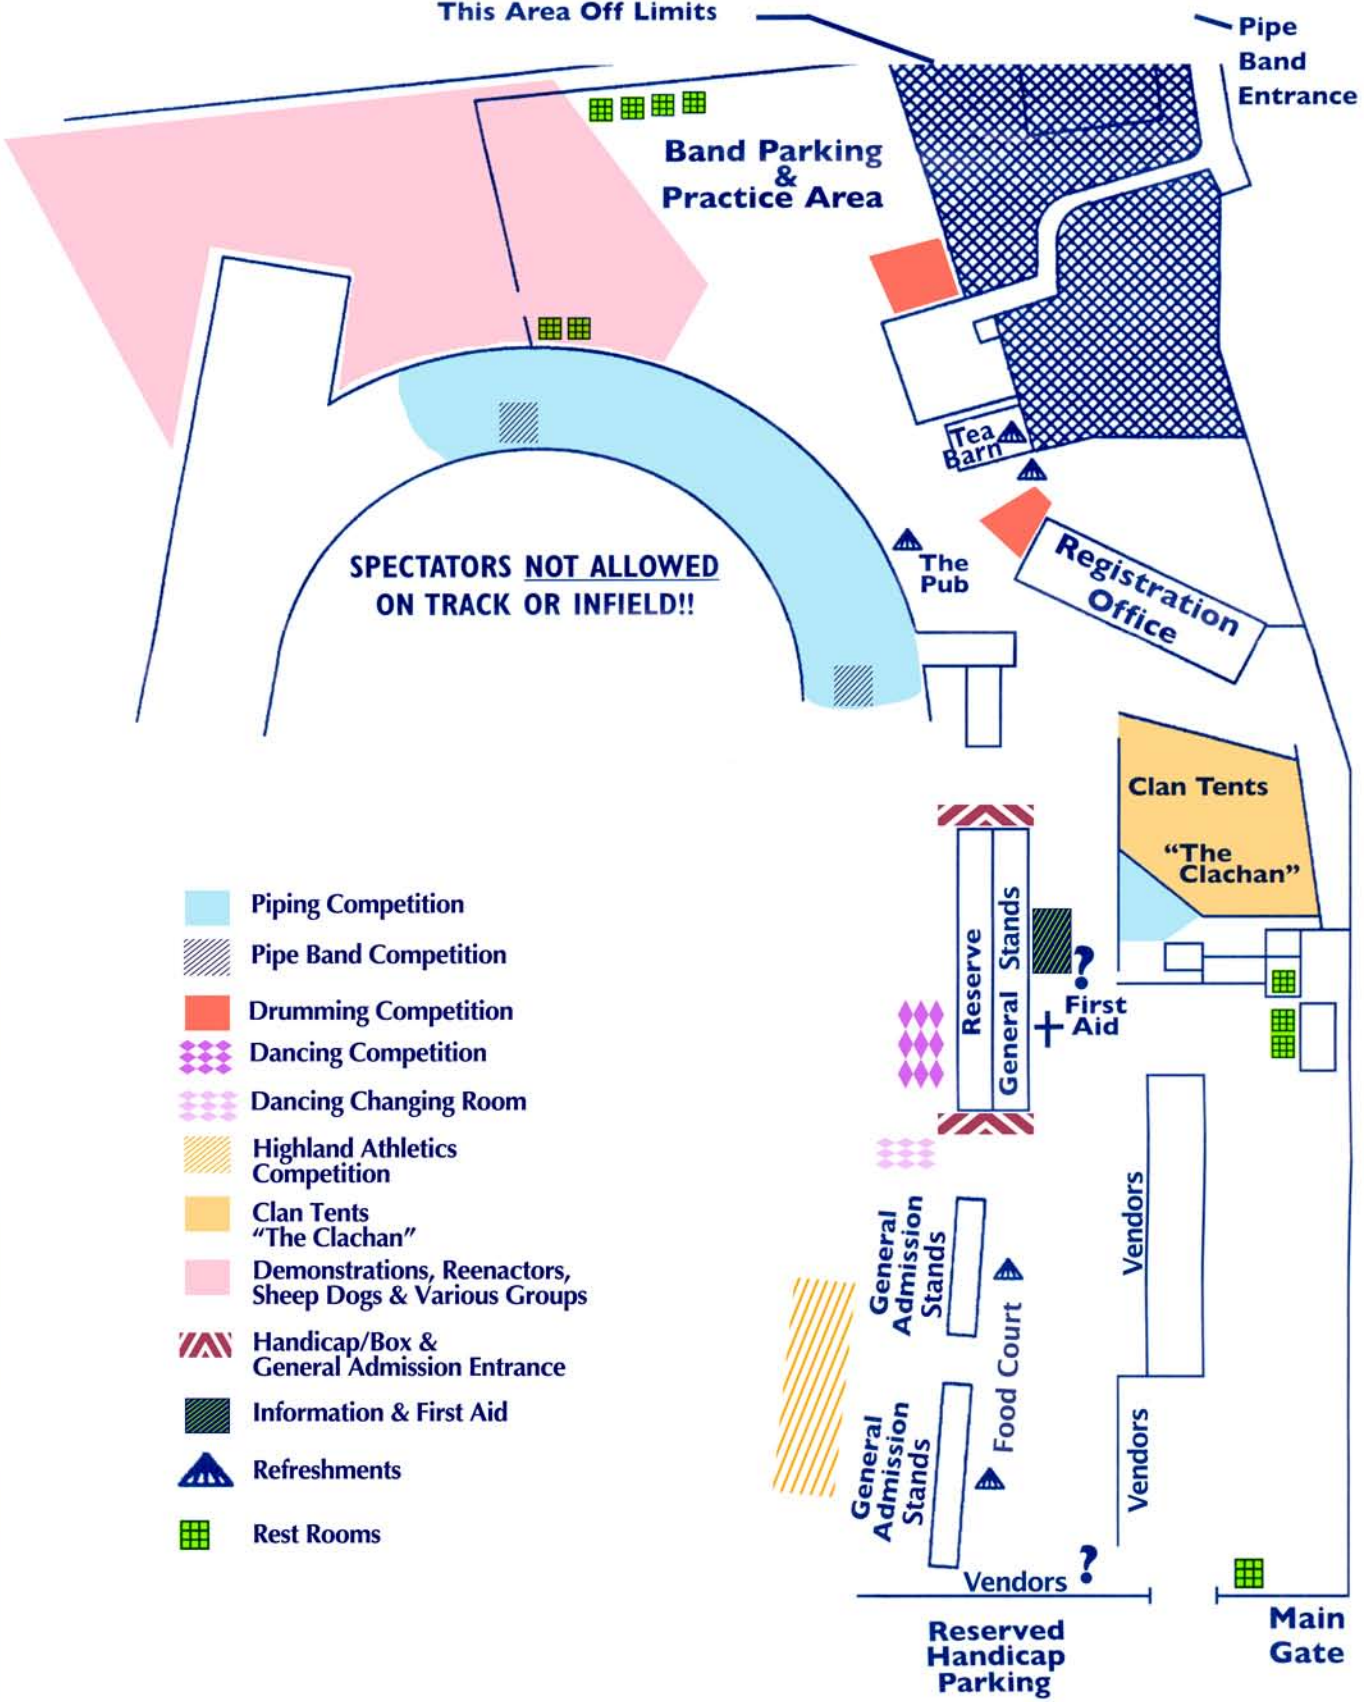 This Area Off Limits
Pipe
Band
Entrance
Band Parking
&
Practice Area
Tea
Barn
The
Pub
Registration
Office
SPECTATORS NOT ALLOWED
ON TRACK OR INFIELD!!
Clan Tents
“The
Clachan”
Reserve
General Stands
?
First
Aid
Piping Competition
Pipe Band Competition
Drumming Competition
Dancing Competition
Dancing Changing Room
Highland Athletics
Competition
Clan Tents
“The Clachan”
Demonstrations, Reenactors,
Sheep Dogs & Various Groups
Handicap/Box &
General Admission Entrance
Information & First Aid
Refreshments
Rest Rooms
General
Admission
Stands
Food Court
Vendors
General
Admission
Stands
Vendors
Vendors ?
Reserved
Handicap
Parking
Main
Gate